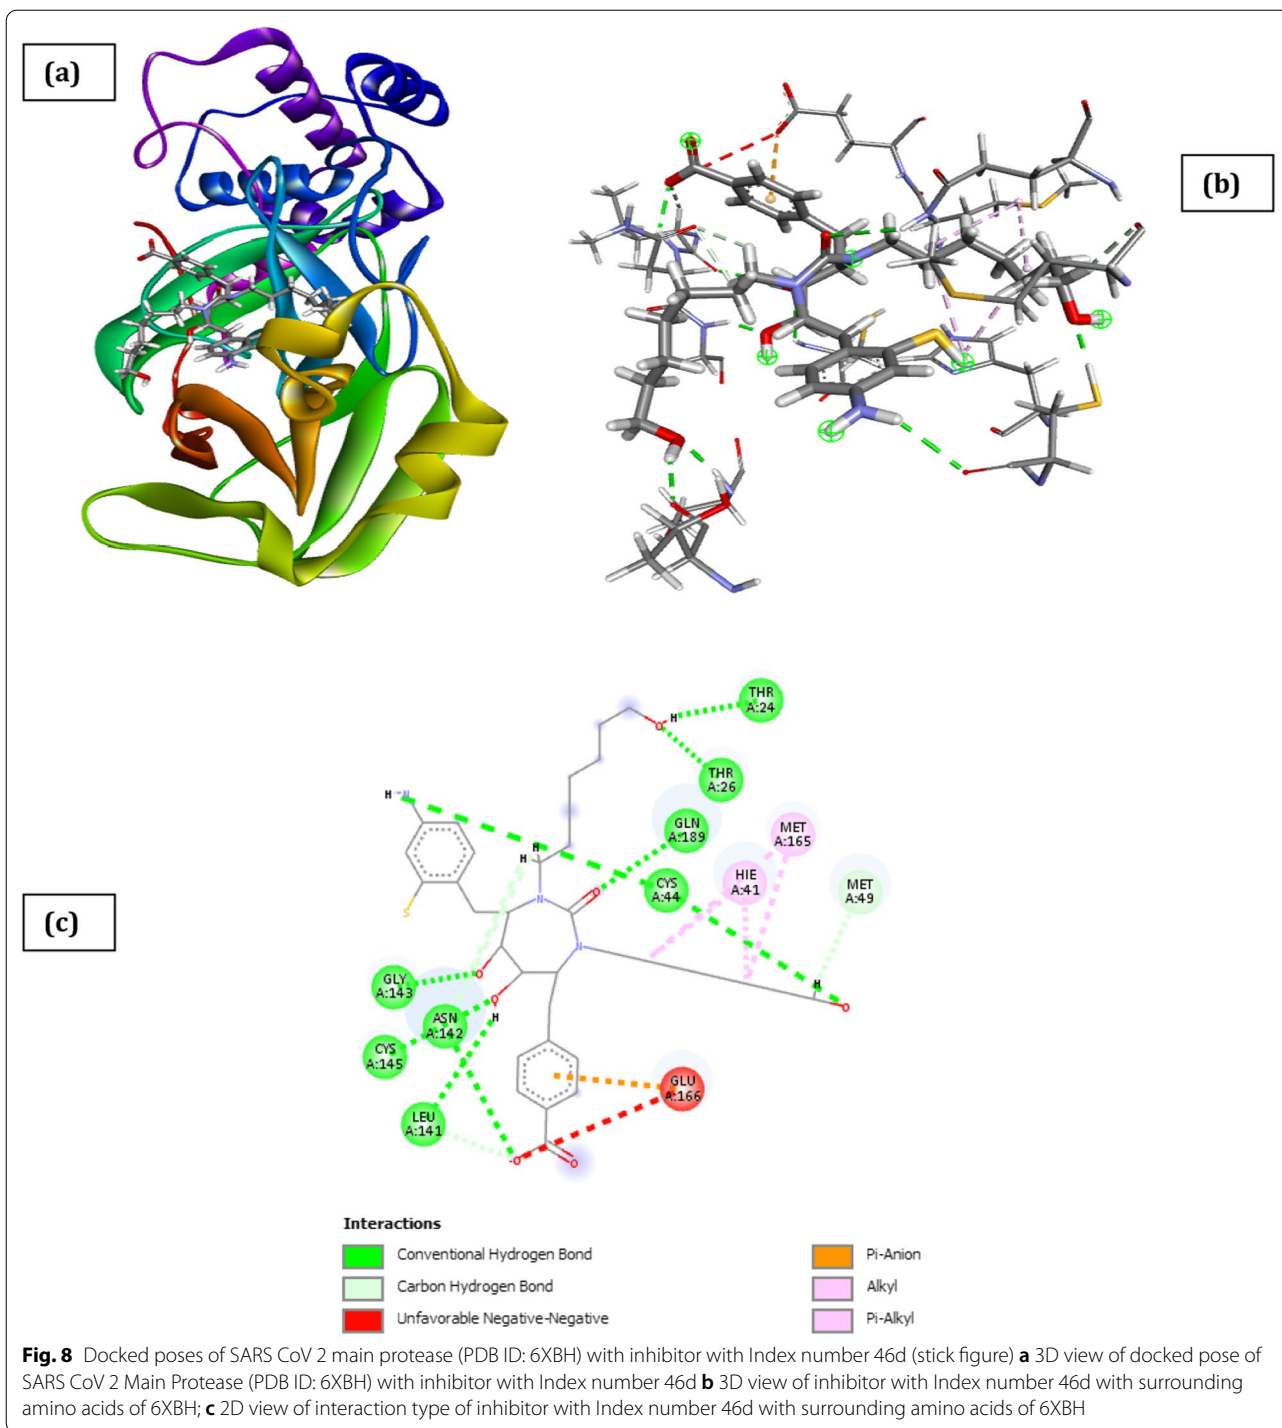 (a)
(b)
THR
A:24
THR
A:26
H
H
N
GLN
A:189
MET
A:165
H
H
HIE
A:41
CYS
A:44
MET
A:49
N
O
(c)
S
N
GLY
A:143
O
H
O
O
ASN
A:142
H
CYS
A:145
GLU
A:166
LEU
A:141
-O
O
Interactions
Conventional Hydrogen Bond
Carbon Hydrogen Bond
Unfavorable Negative-Negative
Pi-Anion
Alkyl
Pi-Alkyl
Fig. 8 Docked poses of SARS CoV 2 main protease (PDB ID: 6XBH) with inhibitor with Index number 46d (stick figure) a 3D view of docked pose of
SARS CoV 2 Main Protease (PDB ID: 6XBH) with inhibitor with Index number 46d b 3D view of inhibitor with Index number 46d with surrounding
amino acids of 6XBH; c 2D view of interaction type of inhibitor with Index number 46d with surrounding amino acids of 6XBH